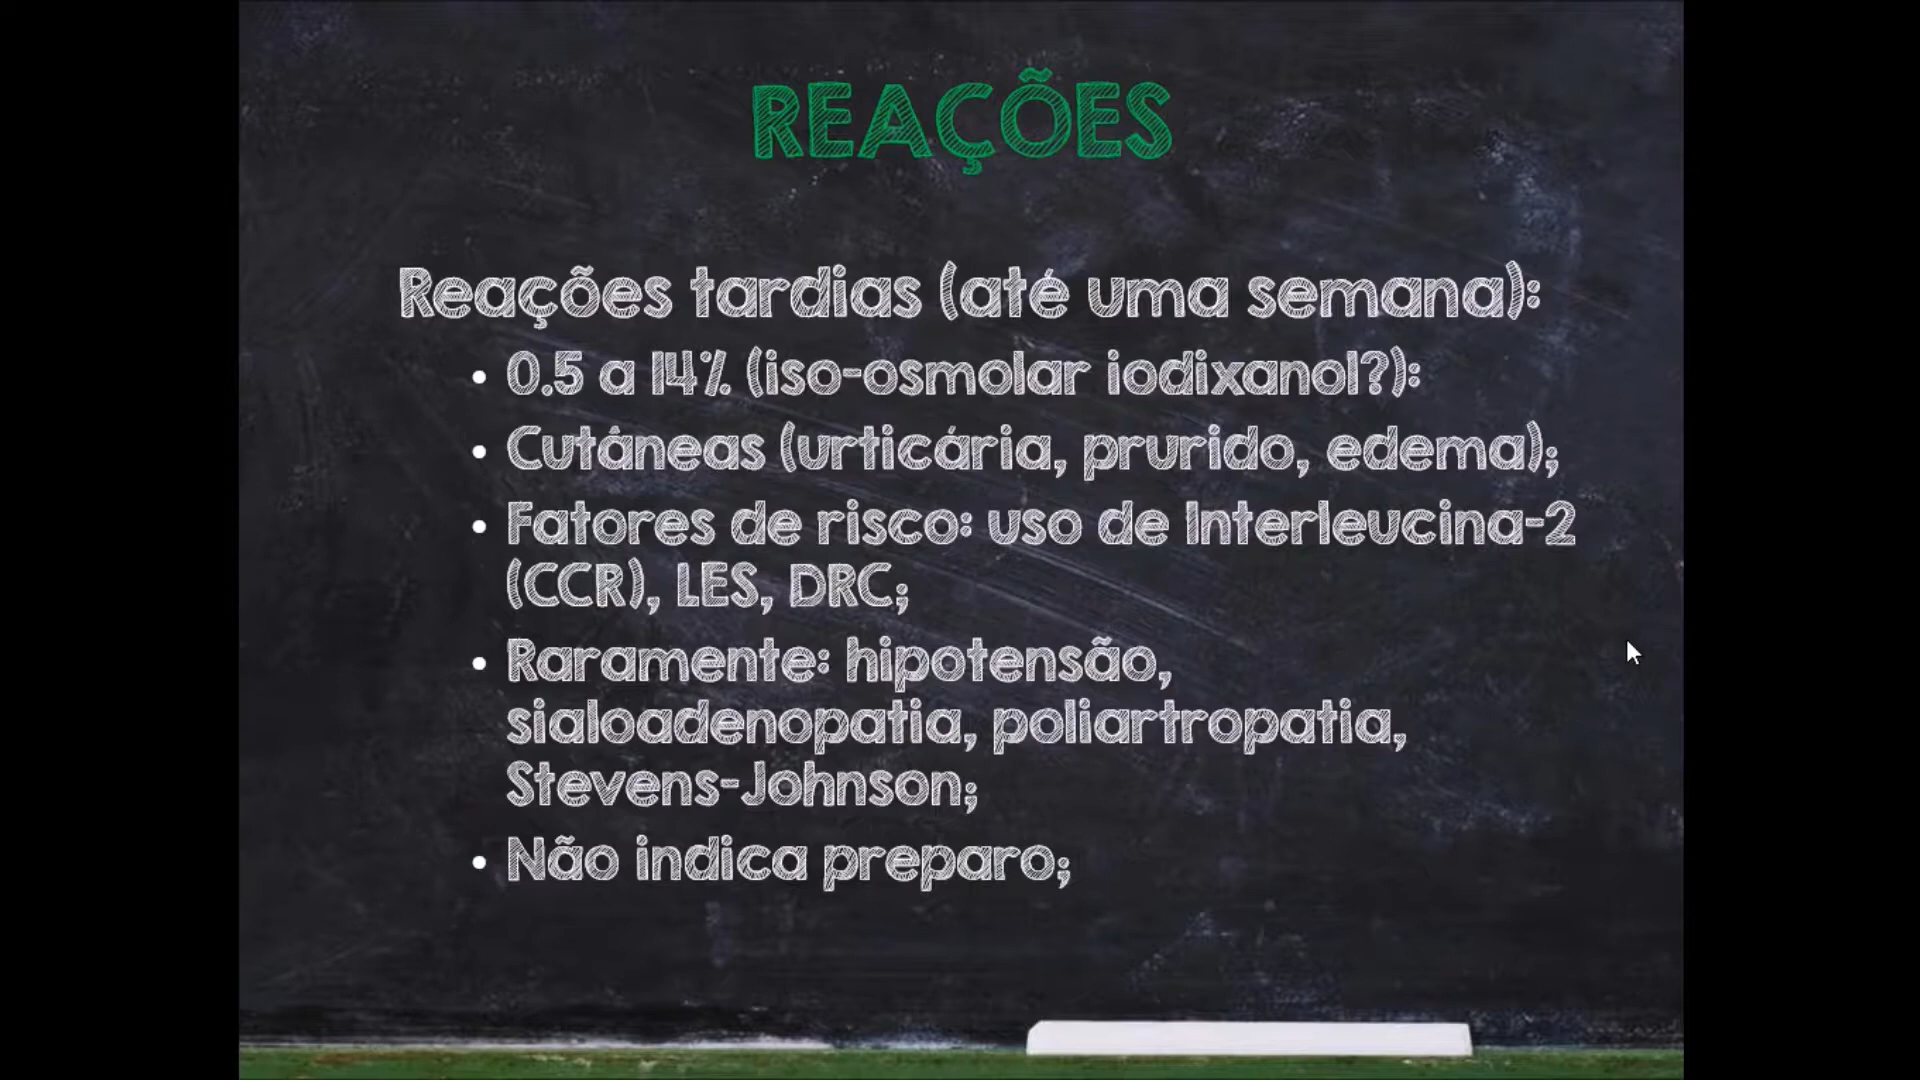 REAÇÕES
Reações tardias (até uma semana):
• 0.5 a 14% (iso-osmolar iodixanol?):
• Cutâneas (urticária, prurido, edema);
• Fatores de risco: uso de Interleucina-2
(CCR), LES, DRC;
• Raramente: hipotensão,
sialoadenopatia, poliartropatia,
Stevens-Johnson;
• Não indica preparo;